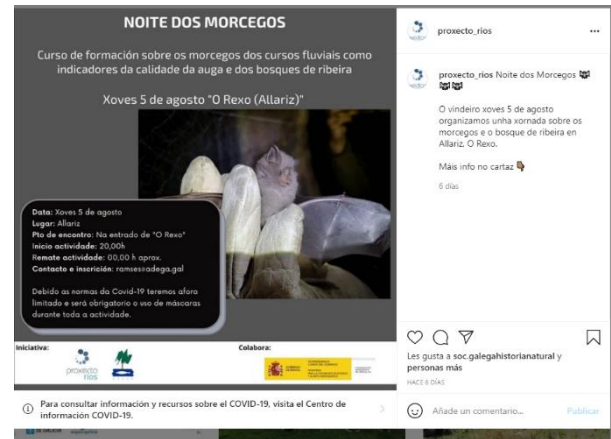 NOITE DOS MORCEGOS
Curso de formación sobre os morcegos dos cursos fluviais como
indicadores da calidade da auga e dos bosques de ribeira
Xoves 5 de agosto "O Rexo (Allariz)"
Data: Xoves 5 de agosto
Lugar: Allariz
Pto de encontro: Na entrada de "O Rexo"
Inicio actividade: 20,00h
Remate actividade: 00,00 h aprox.
Contacto e inscrición: ramses@adega.gal
Debido as normas da Covid-19 teremos aforo
limitado e será obrigatorio o uso de máscaras
durante toda a actividade.
Iniciativa:
proxecto
rios
Colabora:
Para consultar información y recursos sobre el COVID-19, visita el Centro de
información COVID-19.
proxecto_rios
proxecto_rios Noite dos Morcegos
O vindeiro xoves 5 de agosto
organizamos unha xornada sobre os
morcegos e o bosque de ribeira en
Allariz, O Rexo.
Máis info no cartaz
6 días
Les gusta a soc.galegahistorianatural y
personas más
HACE 6 DÍAS
Añade un comentario...
Publicar